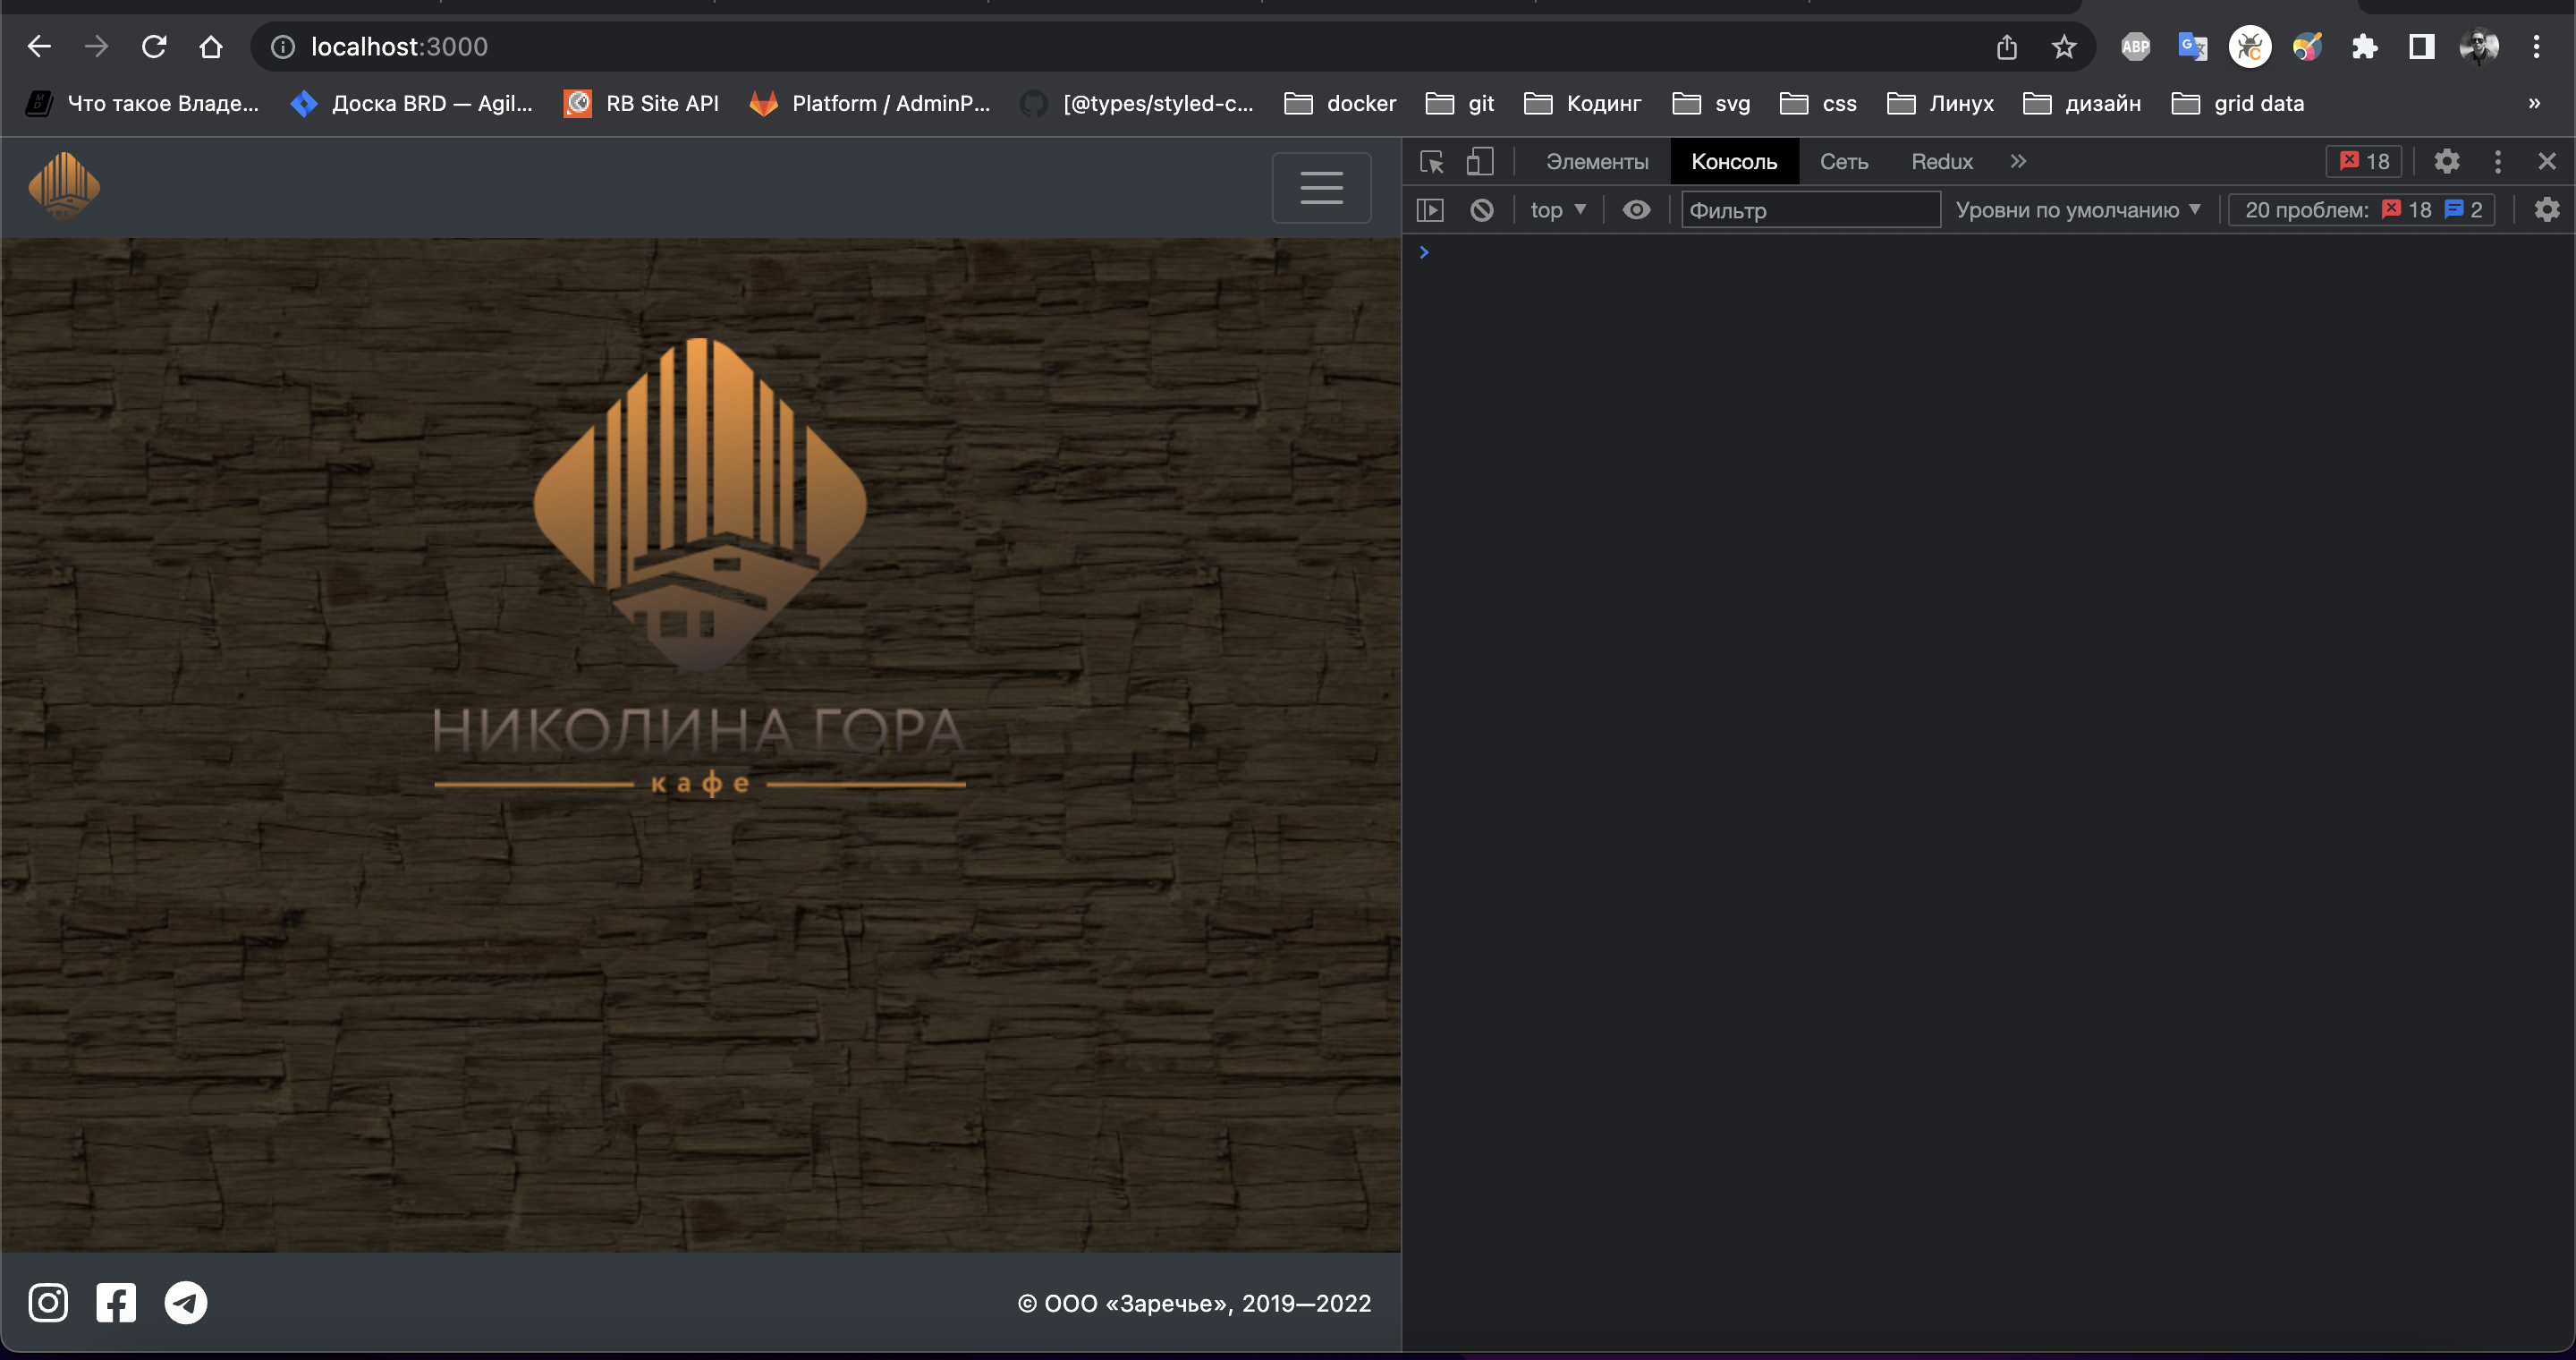 localhost:3000
ABP
Что такое Владе... Доска BRD — Agil... RB Site API Platform / AdminP... [@types/styled-c... docker git Кодинг svg css Линух дизайн grid data »
Элементы Консоль Сеть Redux » 18
top Фильтр Уровни по умолчанию 20 проблем: 18 2
НИКОЛИНА ГОРА
кафе
© ООО «Заречье», 2019—2022